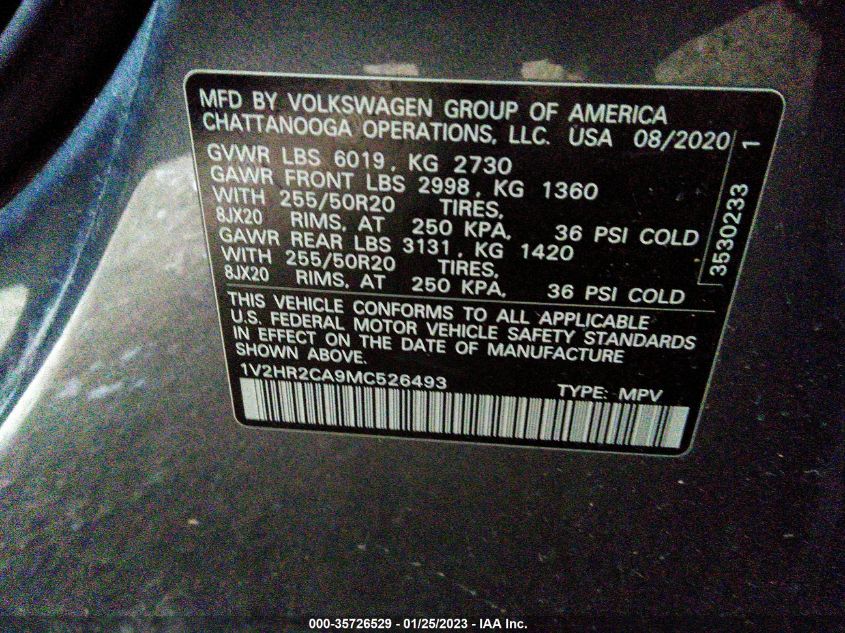 MFD BY VOLKSWAGEN GROUP OF AMERICA
CHATTANOOGA OPERATIONS, LLC. USA 08/2020
GVWR LBS 6019, KG 2730
GAWR FRONT LBS 2998, KG 1360
WITH 255/50R20 TIRES,
8JX20 RIMS, AT 250 KPA, 36 PSI COLD
GAWR REAR LBS 3131, KG 1420
WITH 255/50R20 TIRES,
8JX20 RIMS, AT 250 KPA, 36 PSI COLD
3530233 1
THIS VEHICLE CONFORMS TO ALL APPLICABLE
U.S. FEDERAL MOTOR VEHICLE SAFETY STANDARDS
IN EFFECT ON THE DATE OF MANUFACTURE
SHOWN ABOVE.
1V2HR2CA9MC526493 TYPE: MPV
000-35726529 - 01/25/2023 - IAA Inc.